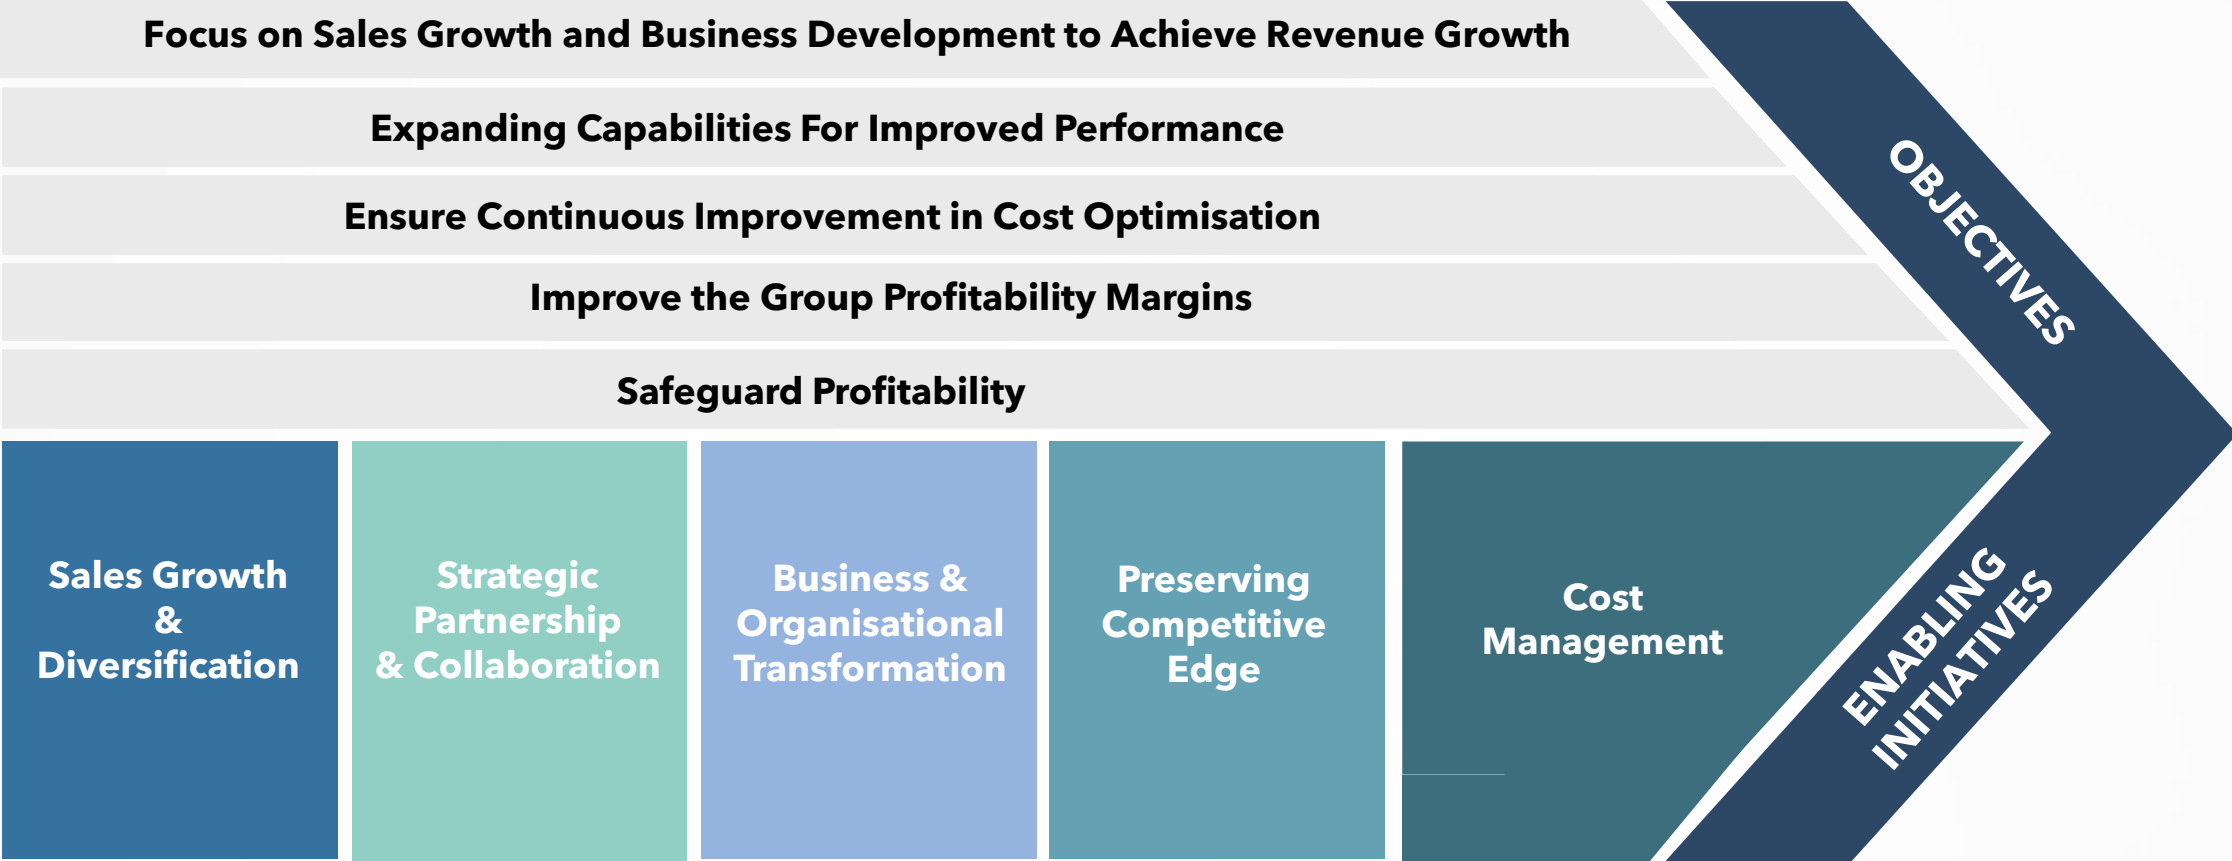 Focus on Sales Growth and Business Development to Achieve Revenue Growth
Expanding Capabilities For Improved Performance
Ensure Continuous Improvement in Cost Optimisation
Improve the Group Profitability Margins
Safeguard Profitability
OBJECTIVES
Sales Growth
&
Diversification
Strategic
Partnership
& Collaboration
Business &
Organisational
Transformation
Preserving
Competitive
Edge
Cost
Management
ENABLING
INITIATIVES